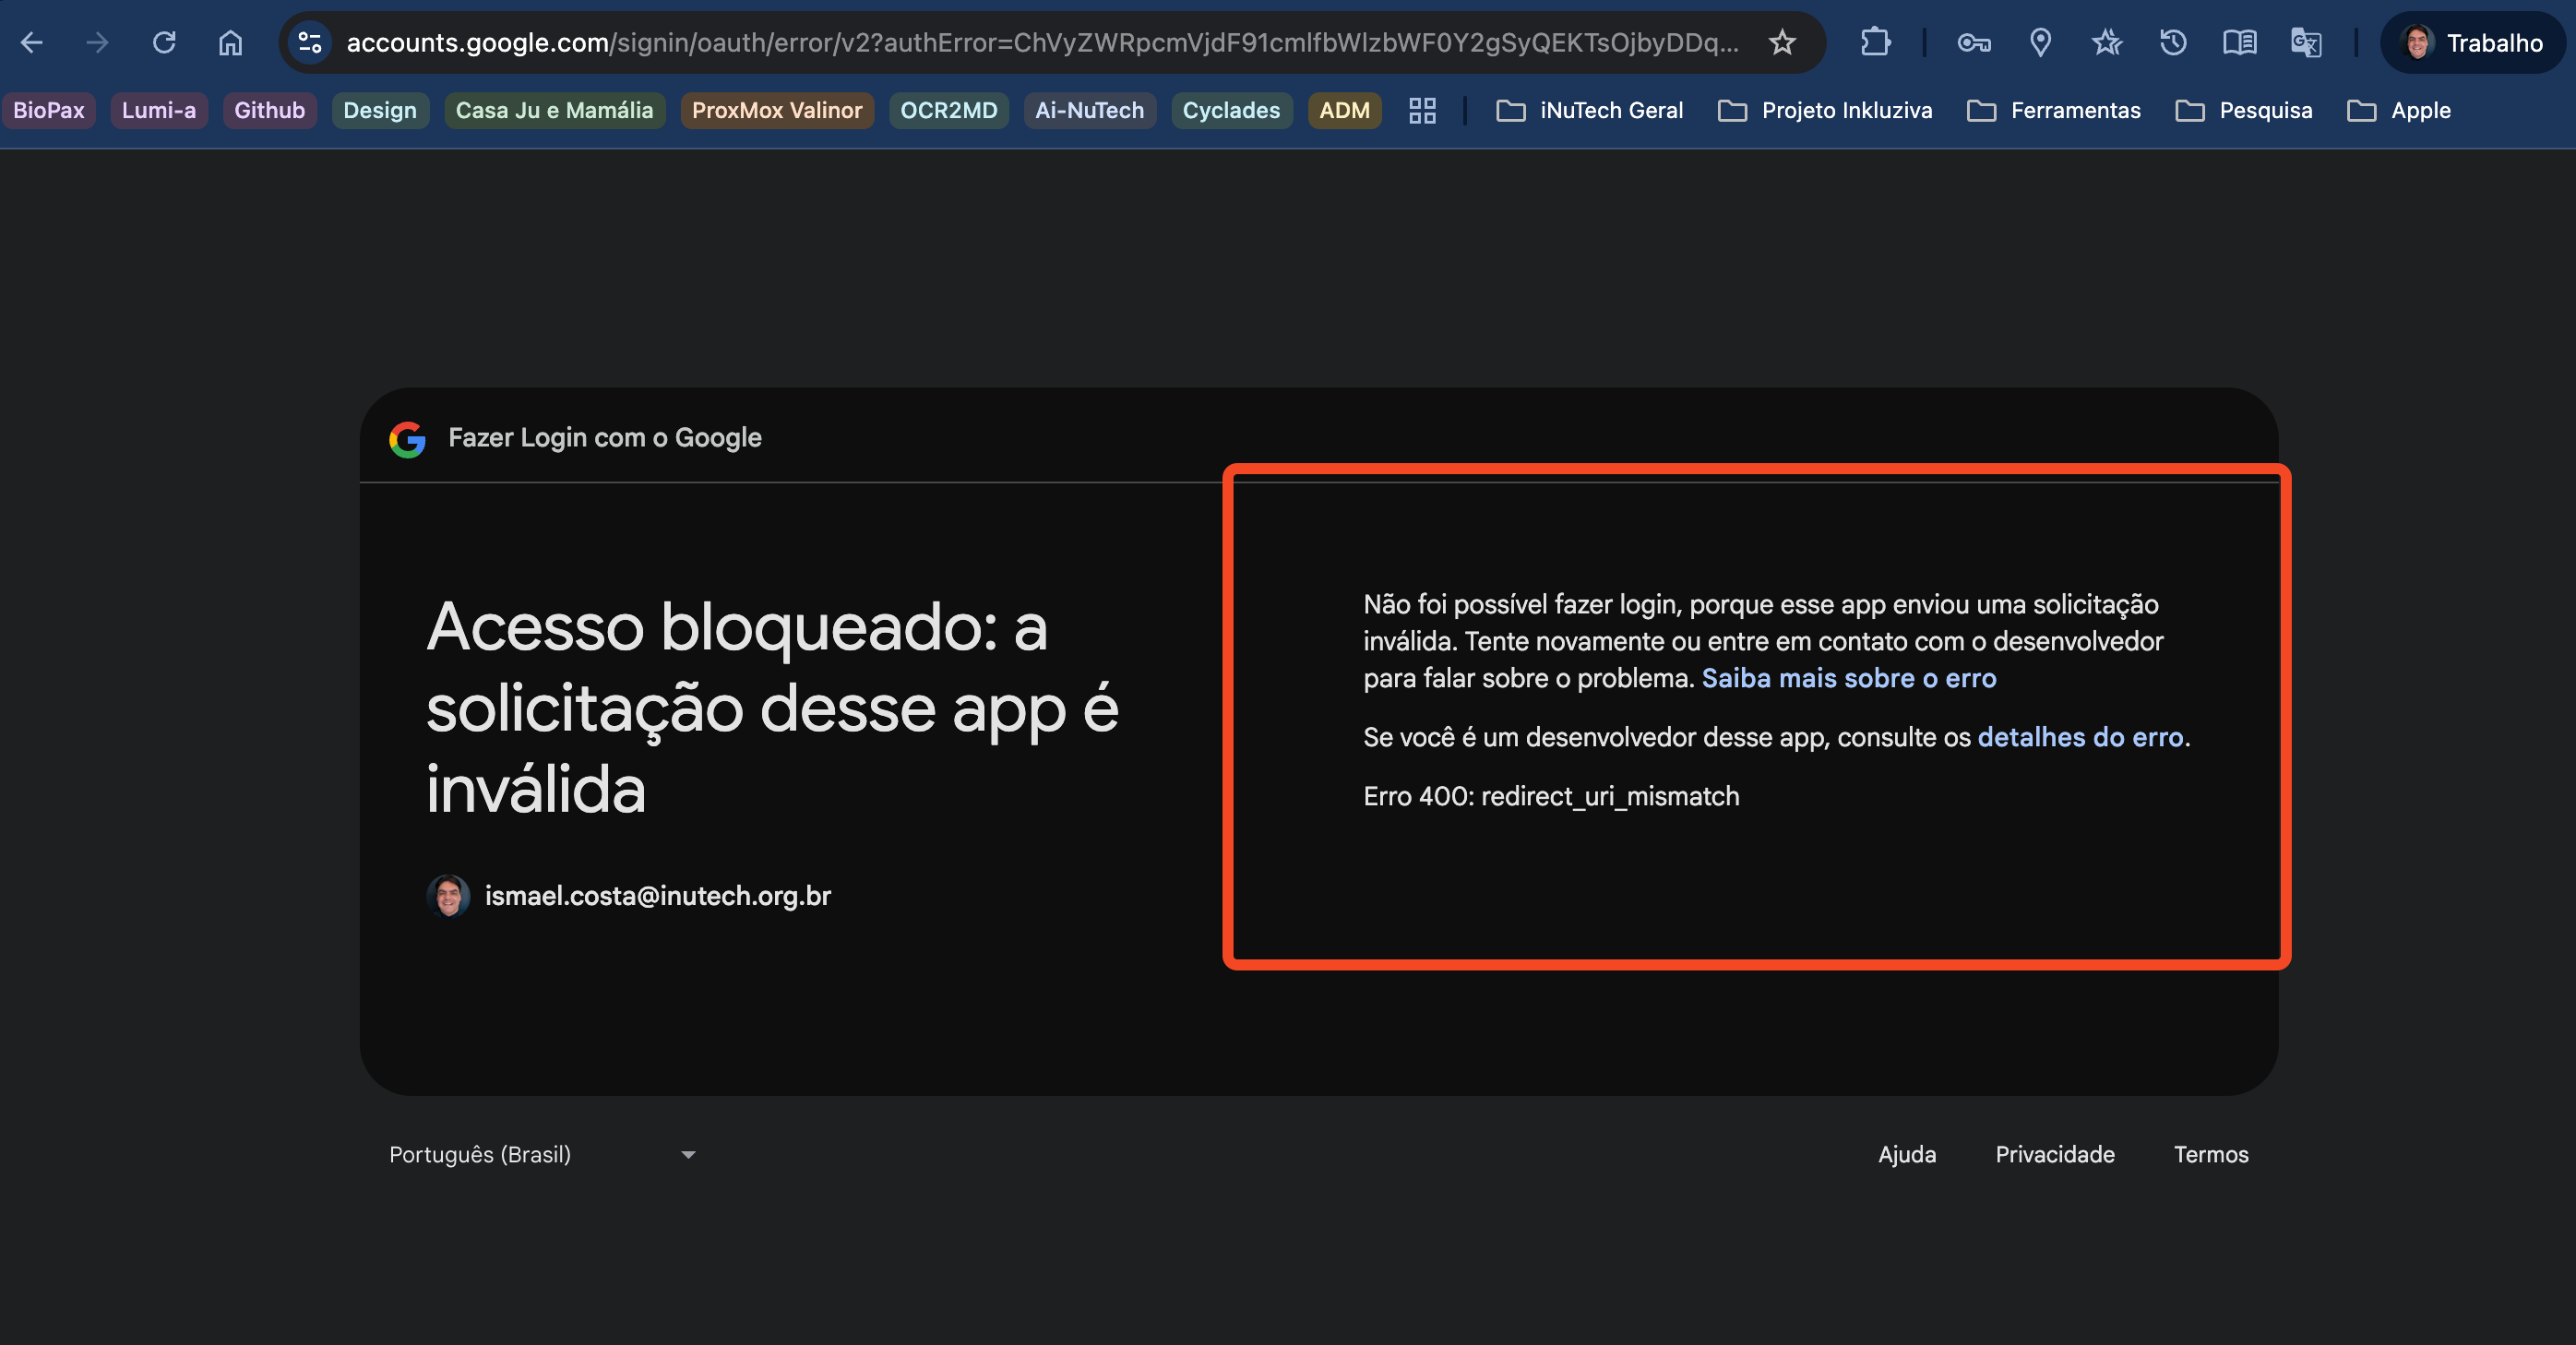 accounts.google.com/signin/oauth/error/v2?authError=ChVyZWRpcmVjdF91cmlfbWlzbWF0Y2gSyQEKTsOjbyDDq...
Trabalho
BioPax Lumi-a Github Design Casa Ju e Mamália ProxMox Valinor OCR2MD Ai-NuTech Cyclades ADM iNuTech Geral Projeto Inkluziva Ferramentas Pesquisa Apple
Fazer Login com o Google
Acesso bloqueado: a
solicitação desse app é
inválida
ismael.costa@inutech.org.br
Não foi possível fazer login, porque esse app enviou uma solicitação
inválida. Tente novamente ou entre em contato com o desenvolvedor
para falar sobre o problema. Saiba mais sobre o erro
Se você é um desenvolvedor desse app, consulte os detalhes do erro.
Erro 400: redirect_uri_mismatch
Português (Brasil)
Ajuda Privacidade Termos